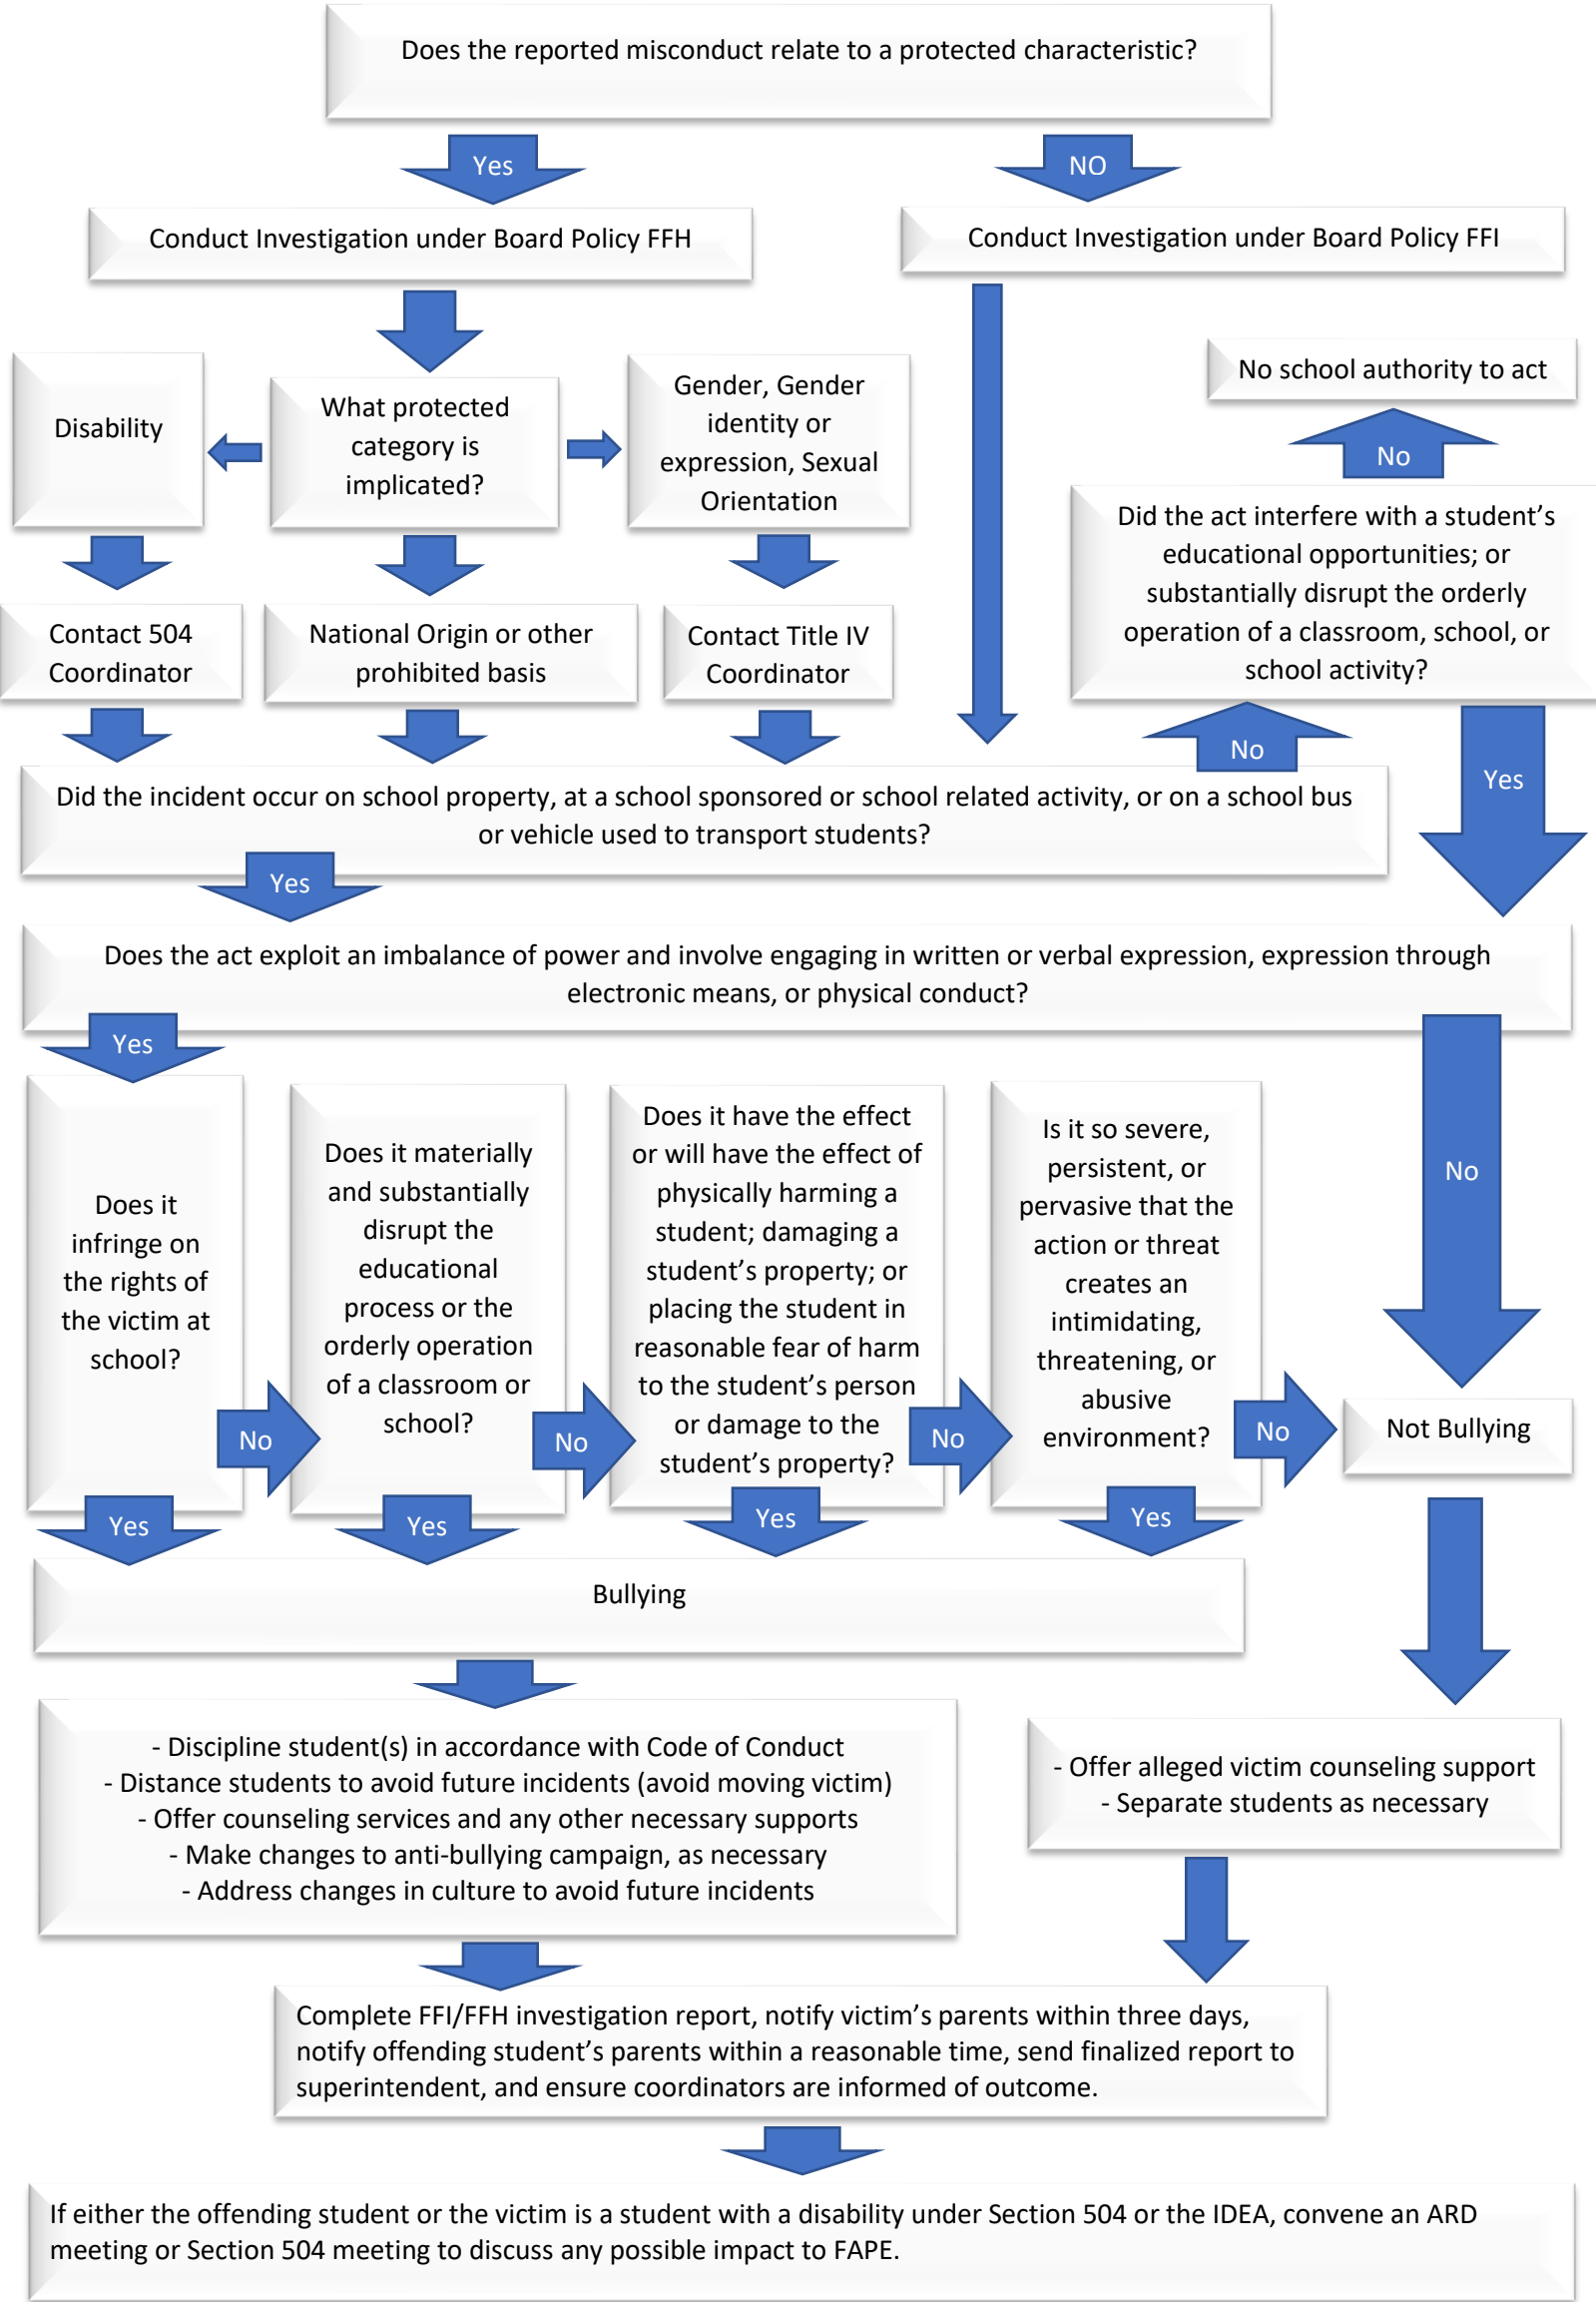 Does the reported misconduct relate to a protected characteristic?
Yes
NO
Conduct Investigation under Board Policy FFH
Conduct Investigation under Board Policy FFI
No school authority to act
No
Disability
What protected
category is
implicated?
Gender, Gender
identity or
expression, Sexual
Orientation
Did the act interfere with a student’s
educational opportunities; or
substantially disrupt the orderly
operation of a classroom, school, or
school activity?
Contact 504
Coordinator
National Origin or other
prohibited basis
Contact Title IV
Coordinator
No
Yes
Did the incident occur on school property, at a school sponsored or school related activity, or on a school bus
or vehicle used to transport students?
Yes
Does the act exploit an imbalance of power and involve engaging in written or verbal expression, expression through
electronic means, or physical conduct?
Yes
No
Does it
infringe on
the rights of
the victim at
school?
No
Does it materially
and substantially
disrupt the
educational
process or the
orderly operation
of a classroom or
school?
No
Does it have the effect
or will have the effect of
physically harming a
student; damaging a
student’s property; or
placing the student in
reasonable fear of harm
to the student’s person
or damage to the
student’s property?
No
Is it so severe,
persistent, or
pervasive that the
action or threat
creates an
intimidating,
threatening, or
abusive
environment?
No
Not Bullying
Yes
Yes
Yes
Yes
Bullying
- Discipline student(s) in accordance with Code of Conduct
- Distance students to avoid future incidents (avoid moving victim)
- Offer counseling services and any other necessary supports
- Make changes to anti-bullying campaign, as necessary
- Address changes in culture to avoid future incidents
- Offer alleged victim counseling support
- Separate students as necessary
Complete FFI/FFH investigation report, notify victim’s parents within three days,
notify offending student’s parents within a reasonable time, send finalized report to
superintendent, and ensure coordinators are informed of outcome.
If either the offending student or the victim is a student with a disability under Section 504 or the IDEA, convene an ARD
meeting or Section 504 meeting to discuss any possible impact to FAPE.